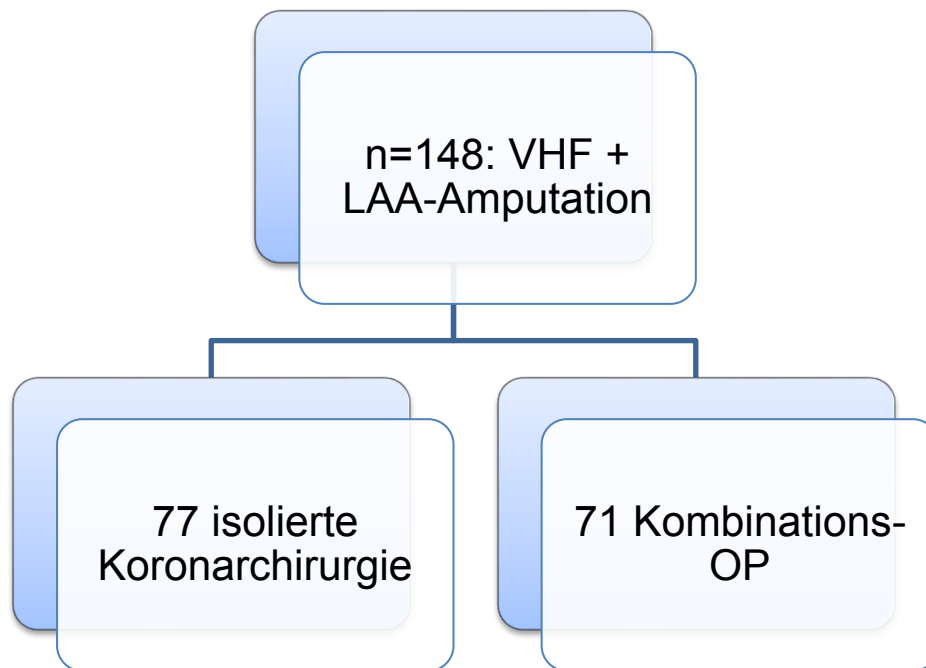 n=148: VHF +
LAA-Amputation
77 isolierte
Koronarchirurgie
71 Kombinations-
OP